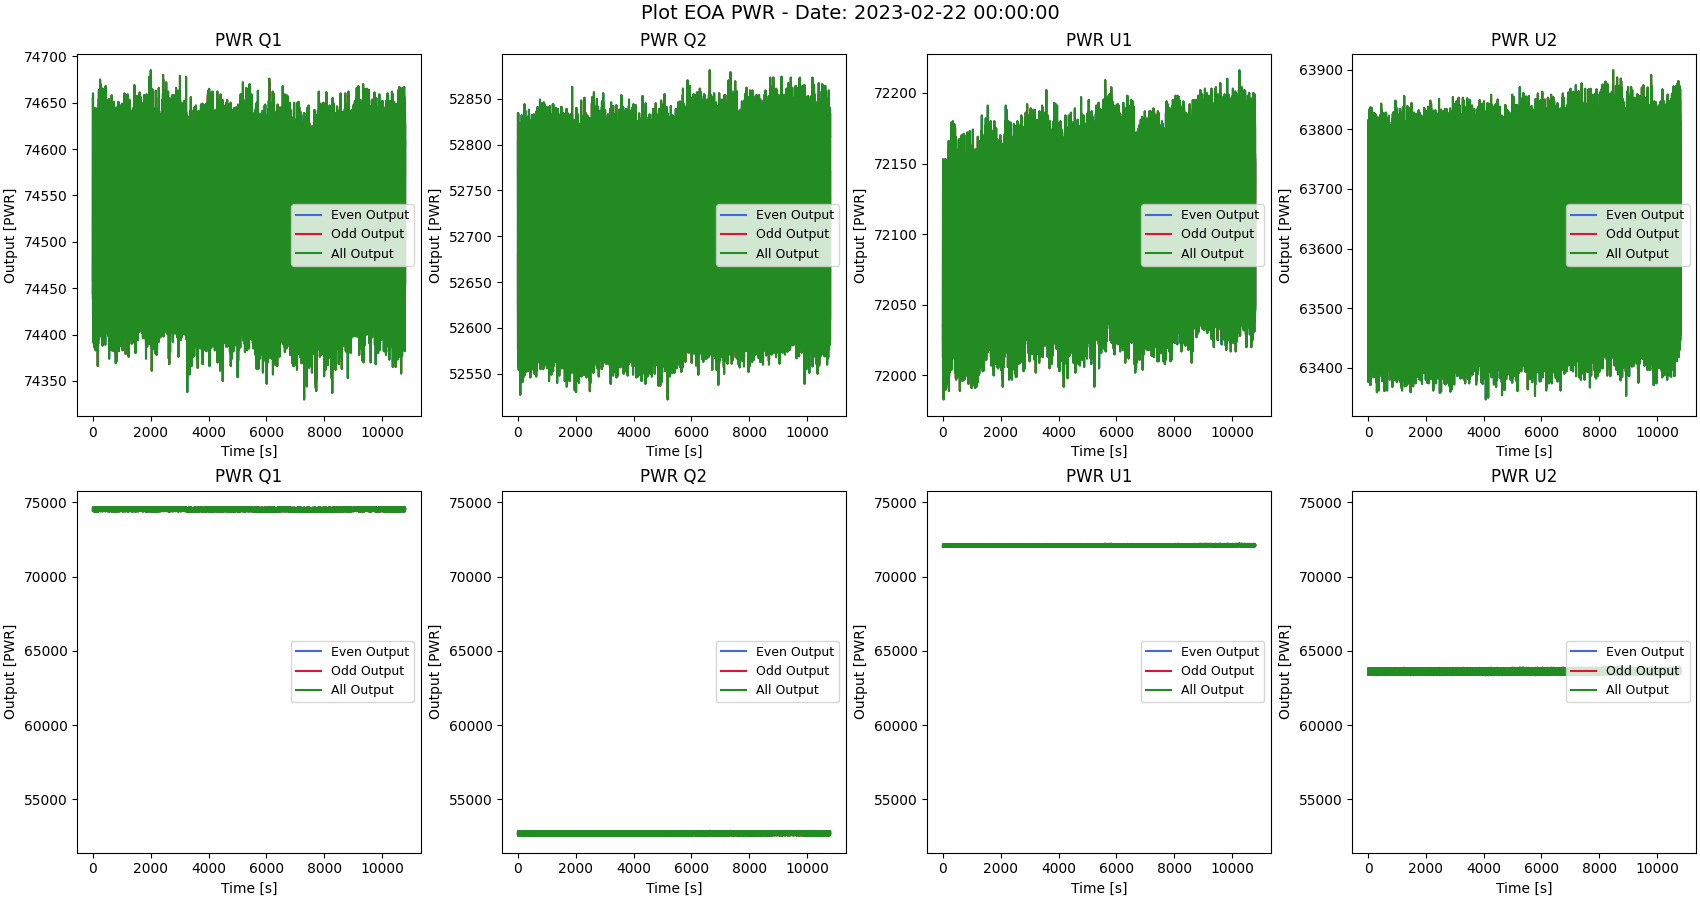 Plot EOA PWR - Date: 2023-02-22 00:00:00
PWR Q1
74700
74650
74600
74550
74500
74450
74400
74350
Output [PWR]
0 2000 4000 6000 8000 10000
Time [s]
Even Output
Odd Output
All Output
PWR Q2
52850
52800
52750
52700
52650
52600
52550
Output [PWR]
0 2000 4000 6000 8000 10000
Time [s]
Even Output
Odd Output
All Output
PWR U1
72200
72150
72100
72050
72000
Output [PWR]
0 2000 4000 6000 8000 10000
Time [s]
Even Output
Odd Output
All Output
PWR U2
63900
63800
63700
63600
63500
63400
Output [PWR]
0 2000 4000 6000 8000 10000
Time [s]
Even Output
Odd Output
All Output
PWR Q1
75000
70000
65000
60000
55000
Output [PWR]
0 2000 4000 6000 8000 10000
Time [s]
Even Output
Odd Output
All Output
PWR Q2
75000
70000
65000
60000
55000
Output [PWR]
0 2000 4000 6000 8000 10000
Time [s]
Even Output
Odd Output
All Output
PWR U1
75000
70000
65000
60000
55000
Output [PWR]
0 2000 4000 6000 8000 10000
Time [s]
Even Output
Odd Output
All Output
PWR U2
75000
70000
65000
60000
55000
Output [PWR]
0 2000 4000 6000 8000 10000
Time [s]
Even Output
Odd Output
All Output